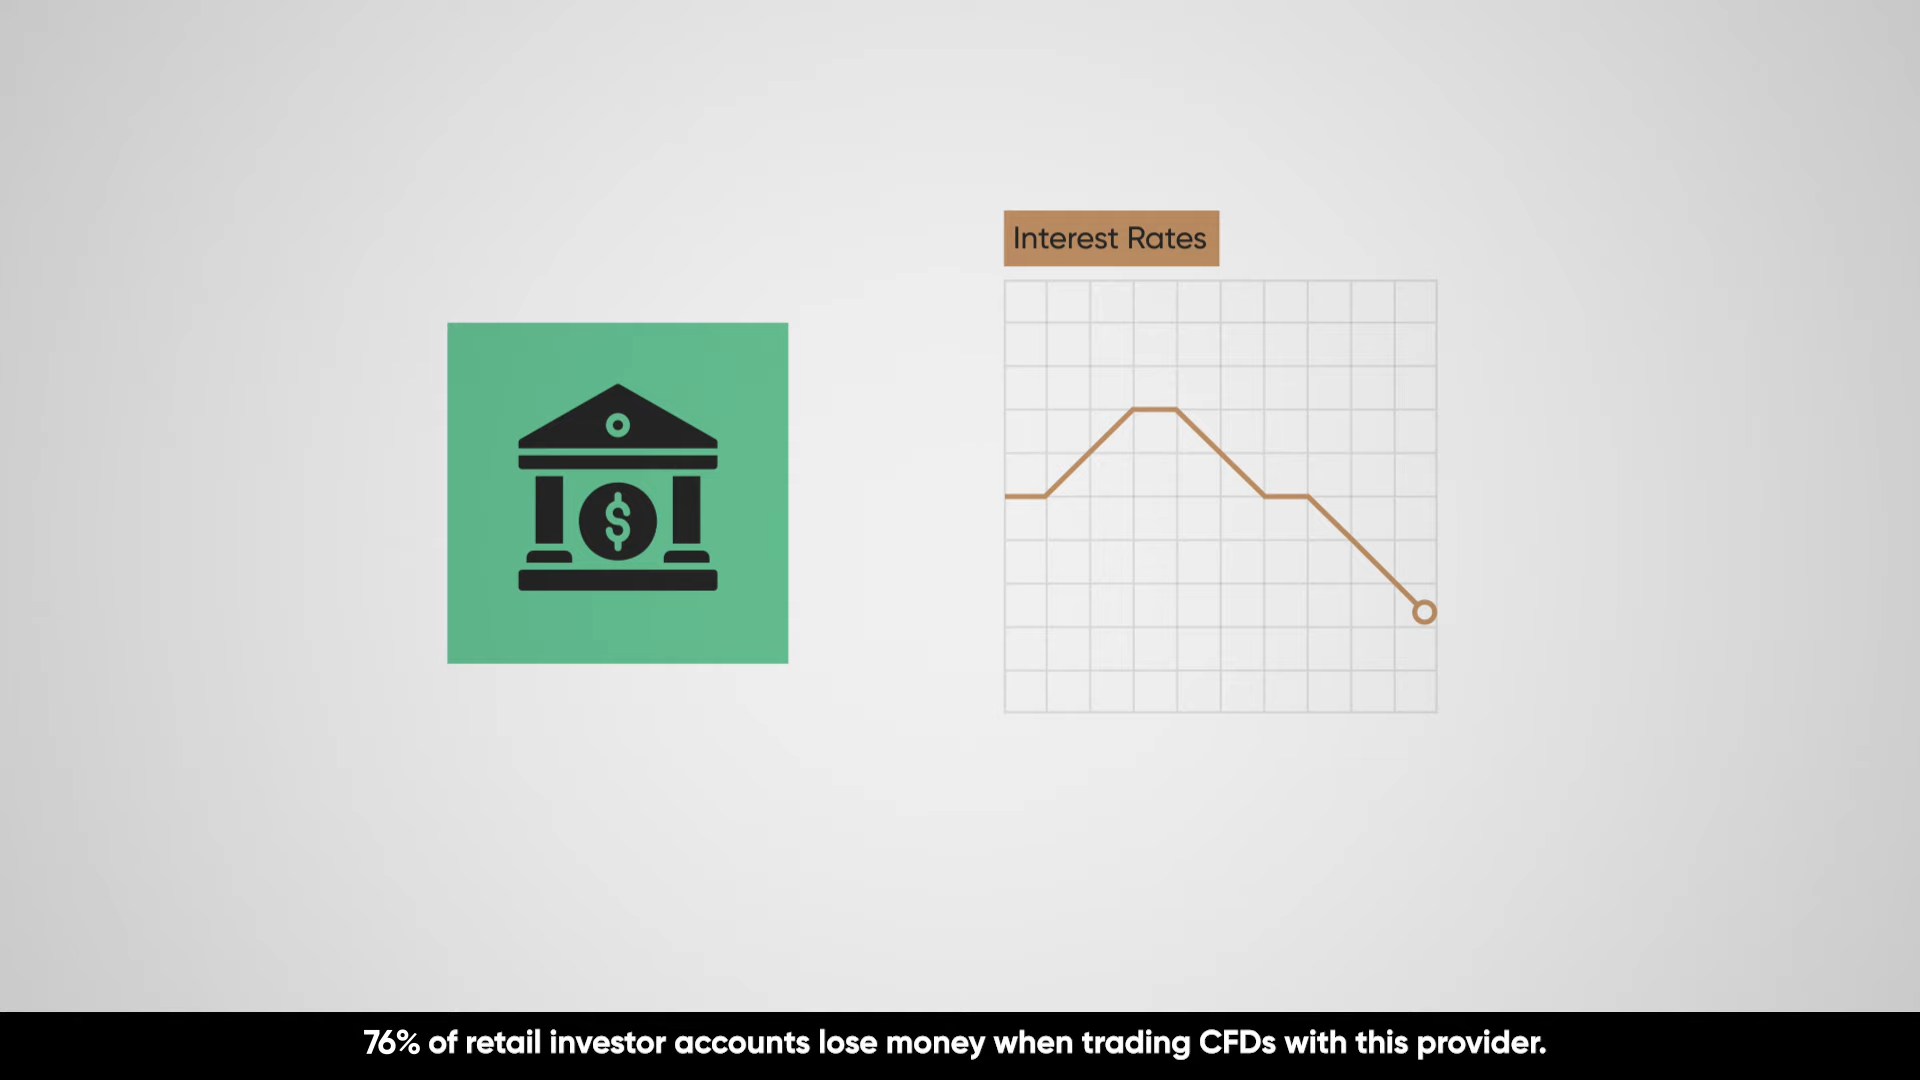 Interest Rates
$
76% of retail investor accounts lose money when trading CFDs with this provider.